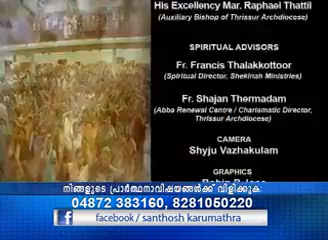 His Excellency Mar. Raphael Thattil
(Auxiliary Bishop of Thrissur Archdiocese)
SPIRITUAL ADVISORS
Fr. Francis Thalakkottoor
(Spiritual Director, Shekinah Ministries)
Fr. Shajan Thermadam
(Abba Renewal Centre / Charismatic Director,
Thrissur Archdiocese)
CAMERA
Shyju Vazhakulam
GRAPHICS
നിങ്ങളുടെ പ്രാർത്ഥനാവിഷയങ്ങൾക്ക് വിളിക്കുക:
04872 383160, 8281050220
f facebook / santhosh karumathra